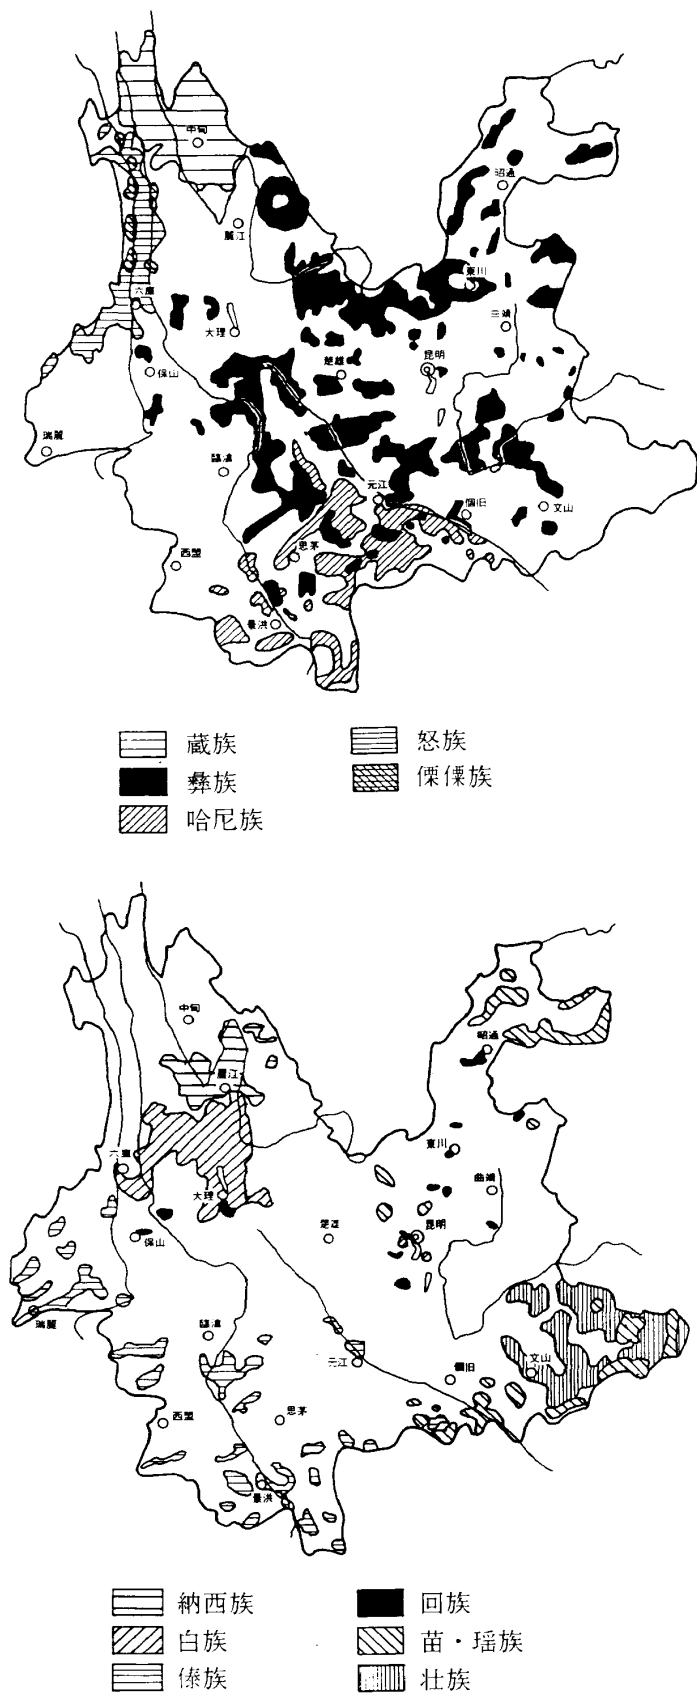 中甸
昭通
麗江
東川
六庫
曲靖
大理
楚雄
昆明
保山
瑞麗
臨滄
元江
個旧
文山
西盟
思茅
景洪
蔵族
怒族
彝族
傈僳族
哈尼族
中甸
昭通
麗江
東川
六庫
曲靖
大理
楚雄
昆明
保山
瑞麗
臨滄
元江
個旧
文山
西盟
思茅
景洪
納西族
回族
白族
苗・瑶族
傣族
壮族